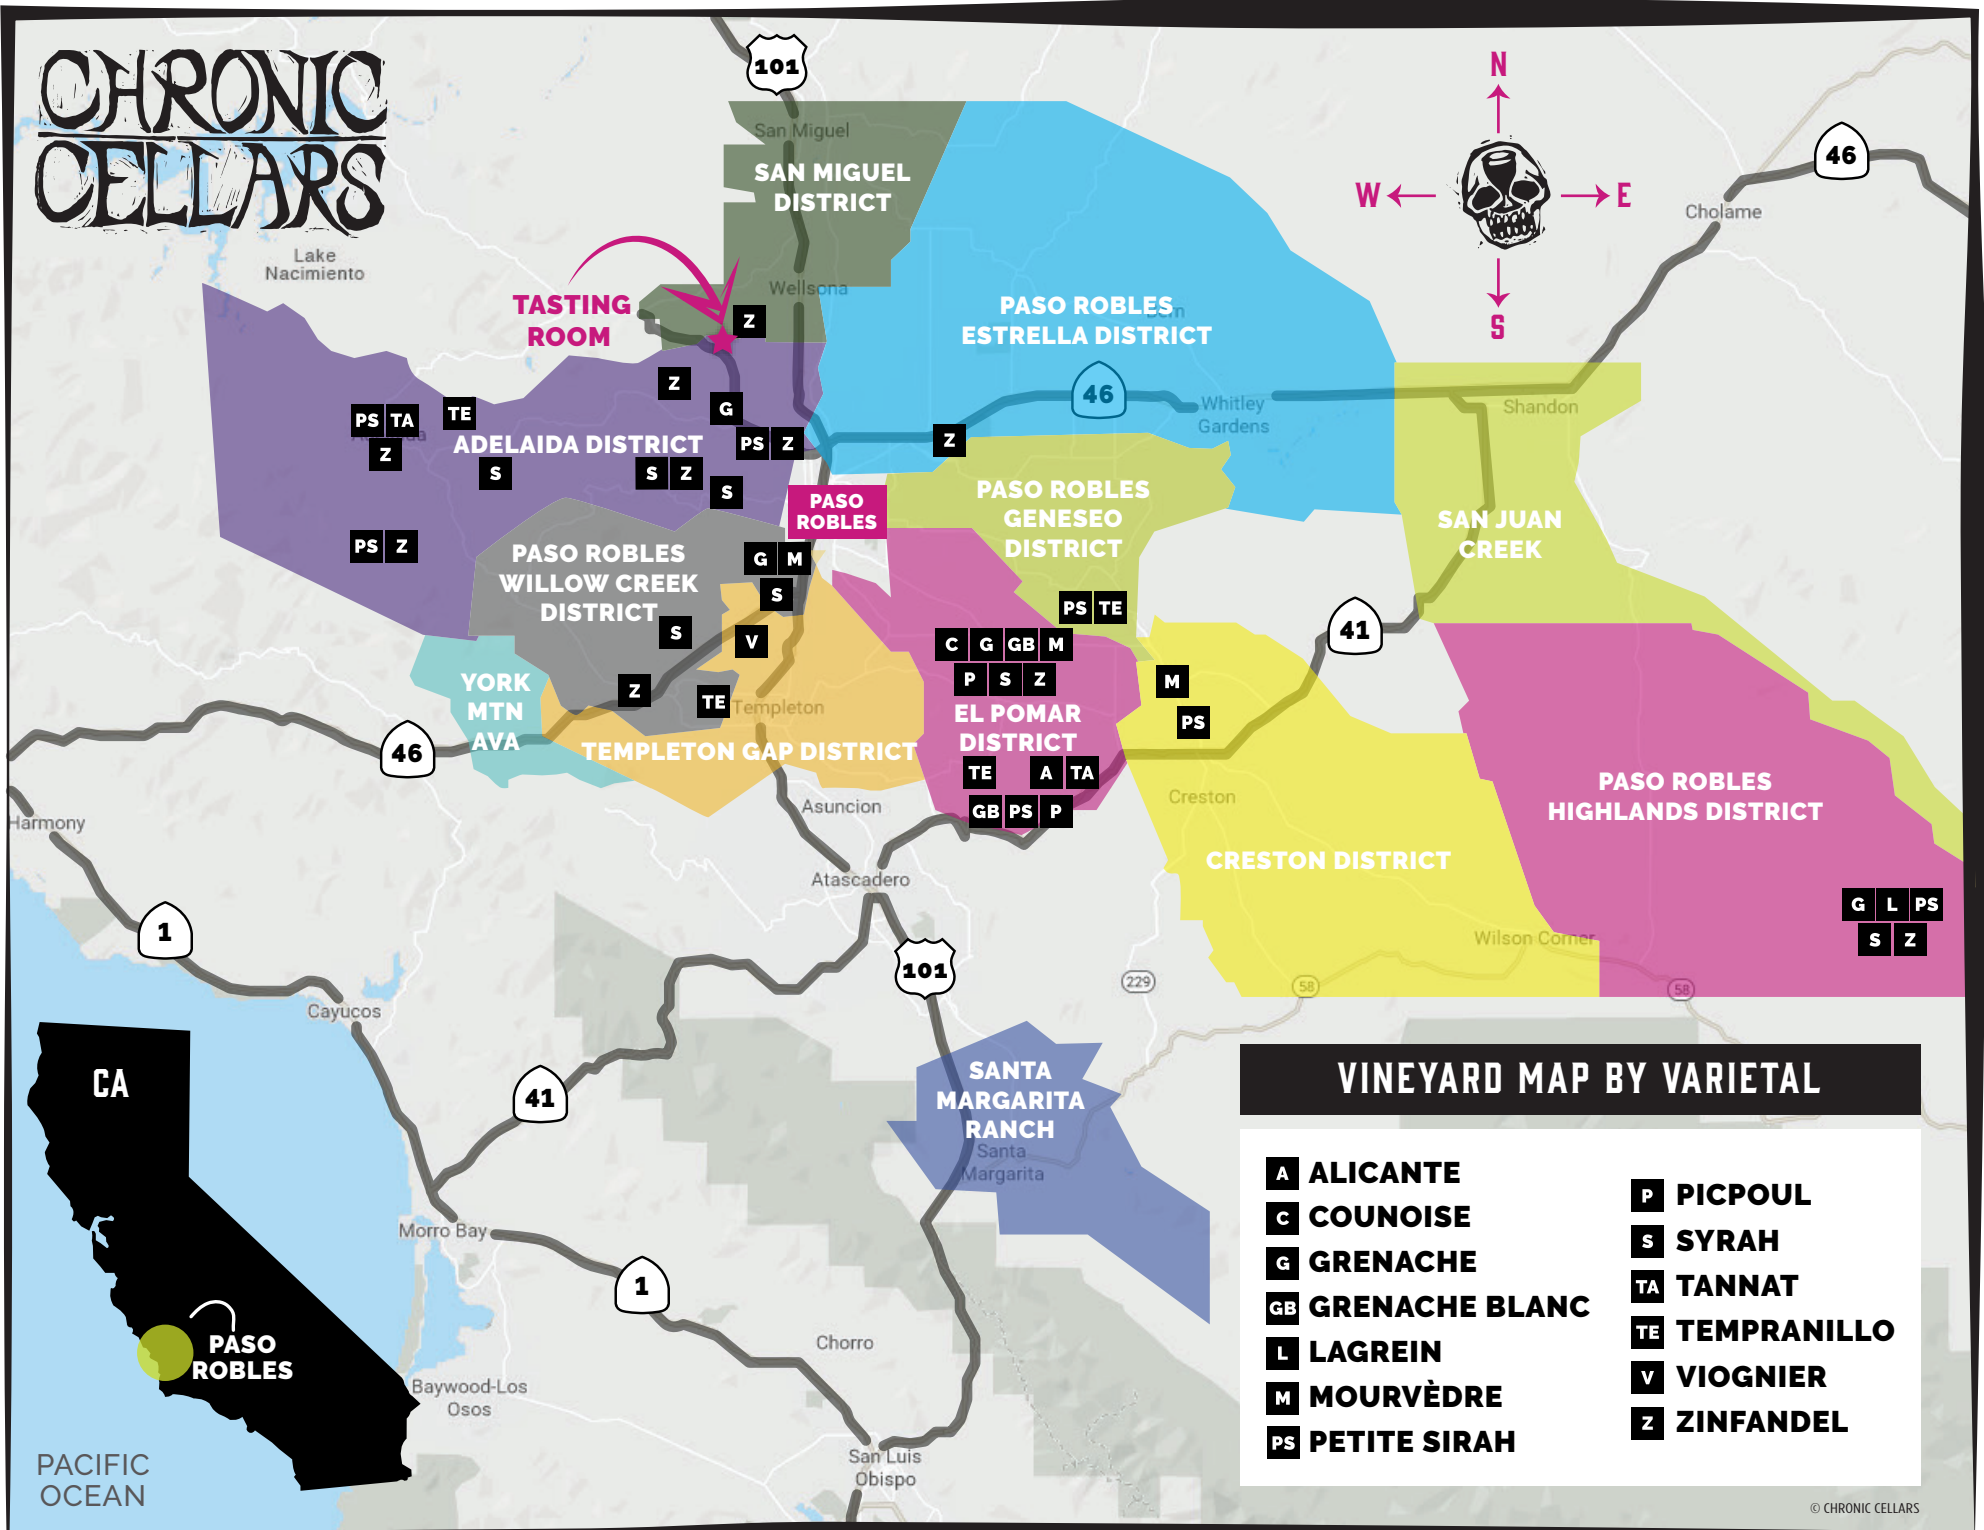 CHRONIC
CELLARS
101
N
W
E
S
46
Cholame
San Miguel
SAN MIGUEL
DISTRICT
Lake
Nacimiento
Wellsona
TASTING
ROOM
Z
PASO ROBLES
ESTRELLA DISTRICT
46
Whitley
Gardens
Shandon
Z
G
PS TA
TE
Z
ADELAIDA DISTRICT
PS Z
Z
S
S Z
S
PASO
ROBLES
PASO ROBLES
GENESEO
DISTRICT
SAN JUAN
CREEK
PS Z
PASO ROBLES
WILLOW CREEK
DISTRICT
G M
S
S
V
PS TE
41
C G GB M
P S Z
M
PS
YORK
MTN
AVA
Z
TE
Templeton
EL POMAR
DISTRICT
46
TEMPLETON GAP DISTRICT
TE
A TA
GB PS P
Asuncion
Creston
PASO ROBLES
HIGHLANDS DISTRICT
Harmony
Atascadero
CRESTON DISTRICT
G L PS
S Z
Wilson Corner
1
101
229
58
58
Cayucos
CA
41
SANTA
MARGARITA
RANCH
Santa
Margarita
Morro Bay
1
Chorro
PASO
ROBLES
Baywood-Los
Osos
San Luis
Obispo
PACIFIC
OCEAN
VINEYARD MAP BY VARIETAL
A ALICANTE
C COUNOISE
G GRENACHE
GB GRENACHE BLANC
L LAGREIN
M MOURVÈDRE
PS PETITE SIRAH
P PICPOUL
S SYRAH
TA TANNAT
TE TEMPRANILLO
V VIOGNIER
Z ZINFANDEL
© CHRONIC CELLARS